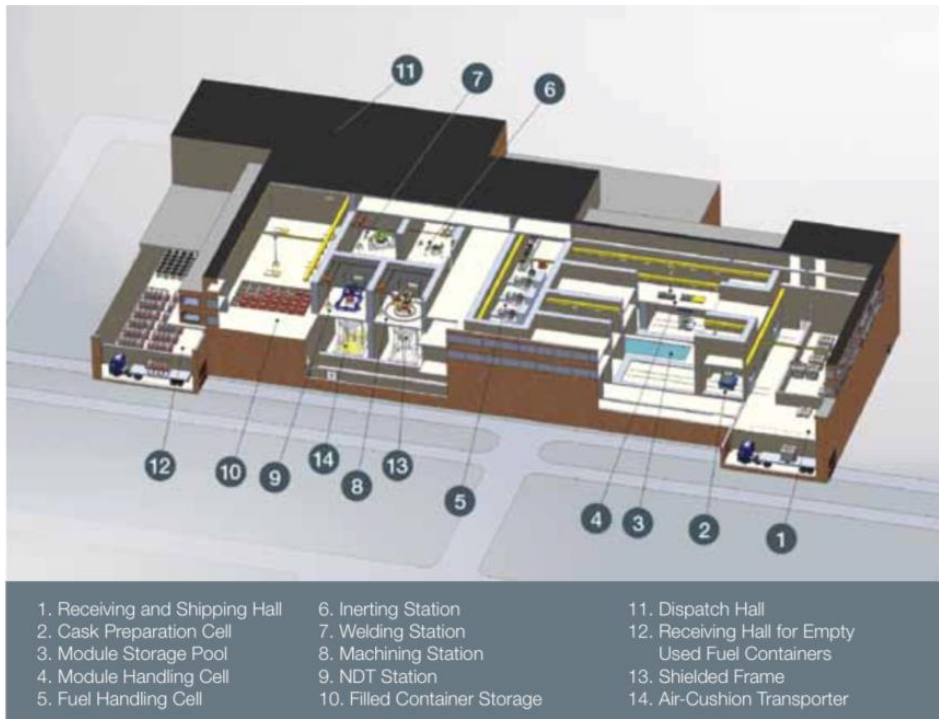 11
7
6
12
10
9
14
8
13
5
4
3
2
1
1. Receiving and Shipping Hall
2. Cask Preparation Cell
3. Module Storage Pool
4. Module Handling Cell
5. Fuel Handling Cell
6. Inerting Station
7. Welding Station
8. Machining Station
9. NDT Station
10. Filled Container Storage
11. Dispatch Hall
12. Receiving Hall for Empty
Used Fuel Containers
13. Shielded Frame
14. Air-Cushion Transporter